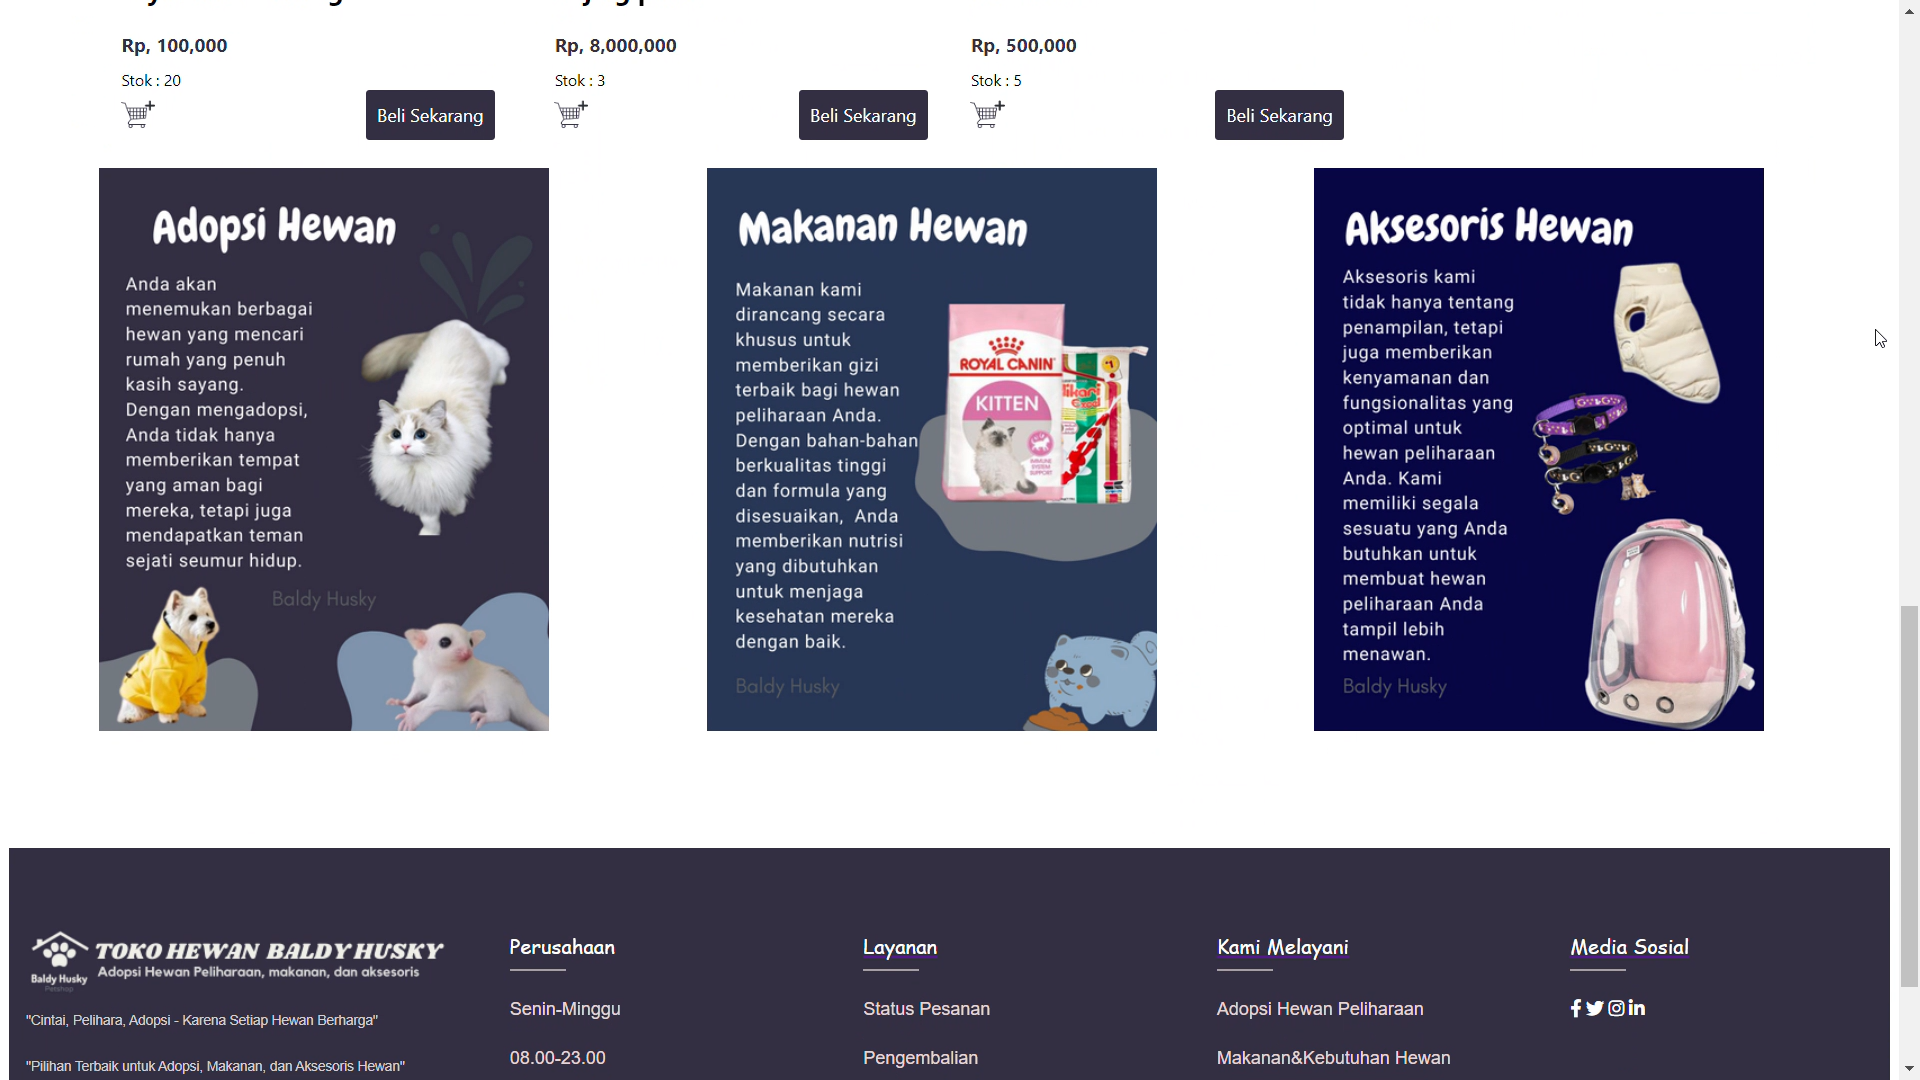 Rp, 100,000
Stok : 20
Beli Sekarang
Rp, 8,000,000
Stok : 3
Beli Sekarang
Rp, 500,000
Stok : 5
Beli Sekarang
Adopsi Hewan
Anda akan
menemukan berbagai
hewan yang mencari
rumah yang penuh
kasih sayang.
Dengan mengadopsi,
Anda tidak hanya
memberikan tempat
yang aman bagi
mereka, tetapi juga
mendapatkan teman
sejati seumur hidup.
Baldy Husky
Makanan Hewan
Makanan kami
dirancang secara
khusus untuk
memberikan gizi
terbaik bagi hewan
peliharaan Anda.
Dengan bahan-bahan
berkualitas tinggi
dan formula yang
disesuaikan, Anda
memberikan nutrisi
yang dibutuhkan
untuk menjaga
kesehatan mereka
dengan baik.
Baldy Husky
ROYAL CANIN
KITTEN
Aksesoris Hewan
Aksesoris kami
tidak hanya tentang
penampilan, tetapi
juga memberikan
kenyamanan dan
fungsionalitas yang
optimal untuk
hewan peliharaan
Anda. Kami
memiliki segala
sesuatu yang Anda
butuhkan untuk
membuat hewan
peliharaan Anda
tampil lebih
menawan.
Baldy Husky
TOKO HEWAN BALDY HUSKY
Adopsi Hewan Peliharaan, makanan, dan aksesoris
Baldy Husky
Petshop
"Cintai, Pelihara, Adopsi - Karena Setiap Hewan Berharga"
"Pilihan Terbaik untuk Adopsi, Makanan, dan Aksesoris Hewan"
Perusahaan
Senin-Minggu
08.00-23.00
Layanan
Status Pesanan
Pengembalian
Kami Melayani
Adopsi Hewan Peliharaan
Makanan&Kebutuhan Hewan
Media Sosial